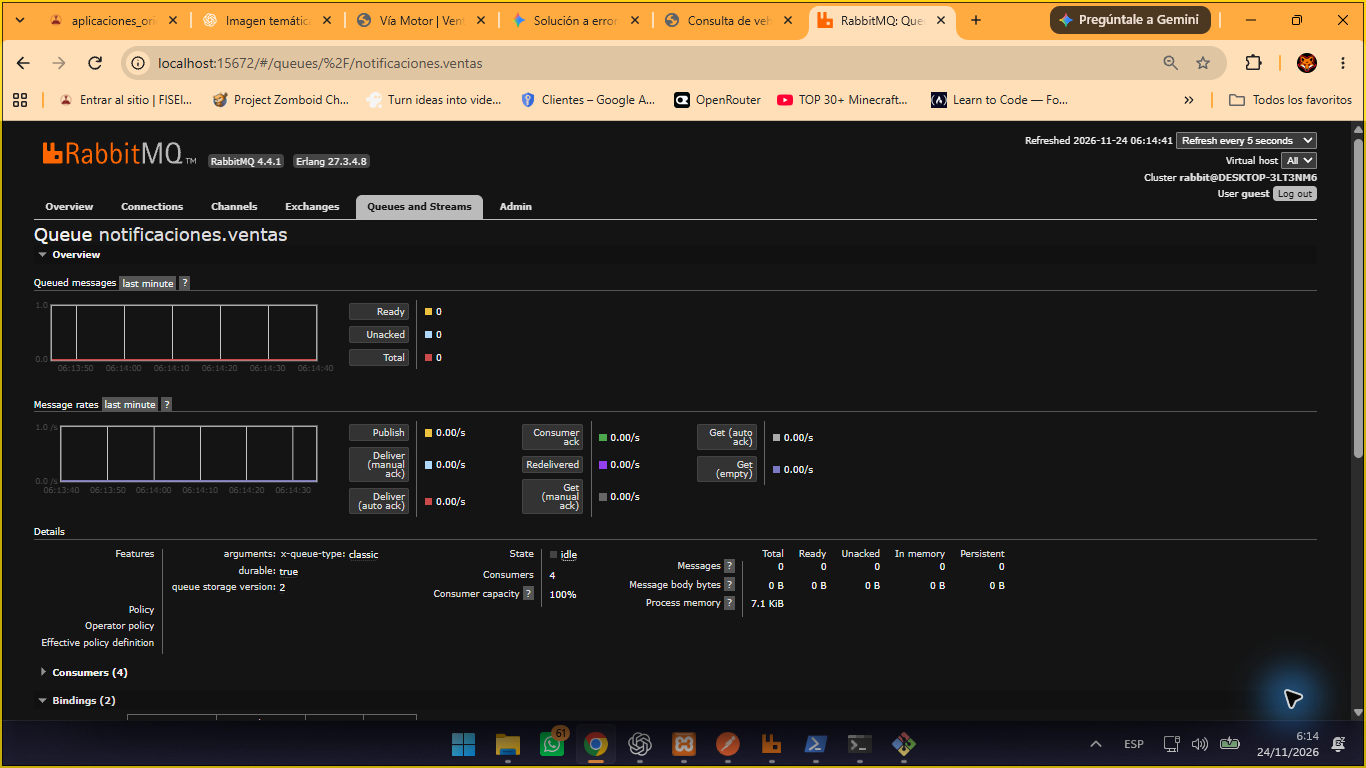 aplicaciones_ori
Imagen temátic
Vía Motor | Vent
Solución a error
Consulta de veh
RabbitMQ: Que
Pregúntale a Gemini
localhost:15672/#/queues/%2F/notificaciones.ventas
Entrar al sitio | FISEI...
Project Zomboid Ch...
Turn ideas into vide...
Clientes – Google A...
OpenRouter
TOP 30+ Minecraft...
Learn to Code — Fo...
Todos los favoritos
RabbitMQ TM
RabbitMQ 4.4.1
Erlang 27.3.4.8
Refreshed 2026-11-24 06:14:41
Refresh every 5 seconds
Virtual host All
Cluster rabbit@DESKTOP-3LT3NM6
User guest Log out
Overview
Connections
Channels
Exchanges
Queues and Streams
Admin
Queue notificaciones.ventas
Overview
Queued messages last minute ?
1.0
0.0
06:13:50 06:14:00 06:14:10 06:14:20 06:14:30 06:14:40
Ready 0
Unacked 0
Total 0
Message rates last minute ?
1.0 /s
0.0 /s
06:13:40 06:13:50 06:14:00 06:14:10 06:14:20 06:14:30
Publish 0.00/s
Deliver (manual ack) 0.00/s
Deliver (auto ack) 0.00/s
Consumer ack 0.00/s
Redelivered 0.00/s
Get (manual ack) 0.00/s
Get (auto ack) 0.00/s
Get (empty) 0.00/s
Details
Features
arguments: x-queue-type: classic
durable: true
queue storage version: 2
Policy
Operator policy
Effective policy definition
State idle
Consumers 4
Consumer capacity ? 100%
Total Ready Unacked In memory Persistent
Messages ? 0 0 0 0 0
Message body bytes ? 0 B 0 B 0 B 0 B 0 B
Process memory ? 7.1 KiB
Consumers (4)
Bindings (2)
61
ESP
6:14
24/11/2026